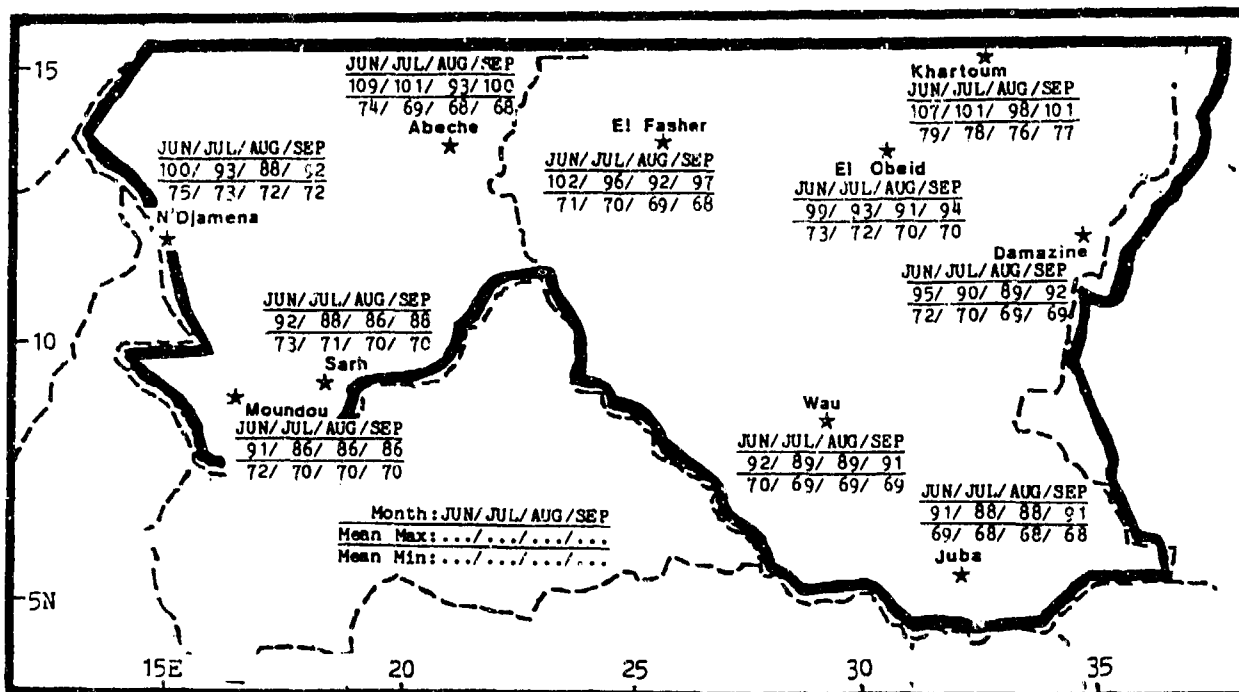 15
JUN/JUL/AUG/SEP
109/101/ 93/100
74/ 69/ 68/ 68
Abeche
Khartoum
JUN/JUL/AUG/SEP
107/101/ 98/101
79/ 78/ 76/ 77
El Fasher
JUN/JUL/AUG/SEP
102/ 96/ 92/ 97
71/ 70/ 69/ 68
JUN/JUL/AUG/SEP
100/ 93/ 88/ 92
75/ 73/ 72/ 72
N'Djamena
El Obeid
JUN/JUL/AUG/SEP
99/ 93/ 91/ 94
73/ 72/ 70/ 70
Damazine
JUN/JUL/AUG/SEP
95/ 90/ 89/ 92
72/ 70/ 69/ 69
JUN/JUL/AUG/SEP
92/ 88/ 86/ 88
73/ 71/ 70/ 70
Sarh
10
Moundou
JUN/JUL/AUG/SEP
91/ 86/ 86/ 86
72/ 70/ 70/ 70
Wau
JUN/JUL/AUG/SEP
92/ 89/ 89/ 91
70/ 69/ 69/ 69
JUN/JUL/AUG/SEP
91/ 88/ 88/ 91
69/ 68/ 68/ 68
Juba
Month:JUN/JUL/AUG/SEP
Mean Max:.../.../.../...
Mean Min:.../.../.../...
5N
15E 20 25 30 35